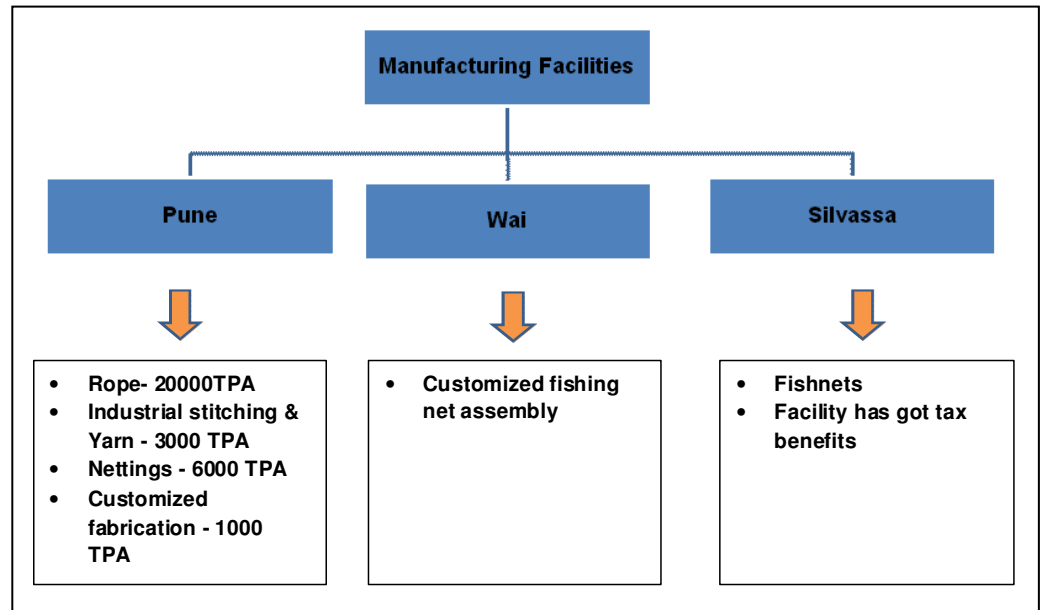 Manufacturing Facilities
Pune
Wai
Silvassa
• Rope- 20000TPA
• Industrial stitching &
Yarn - 3000 TPA
• Nettings - 6000 TPA
• Customized
fabrication - 1000
TPA
• Customized fishing
net assembly
• Fishnets
• Facility has got tax
benefits